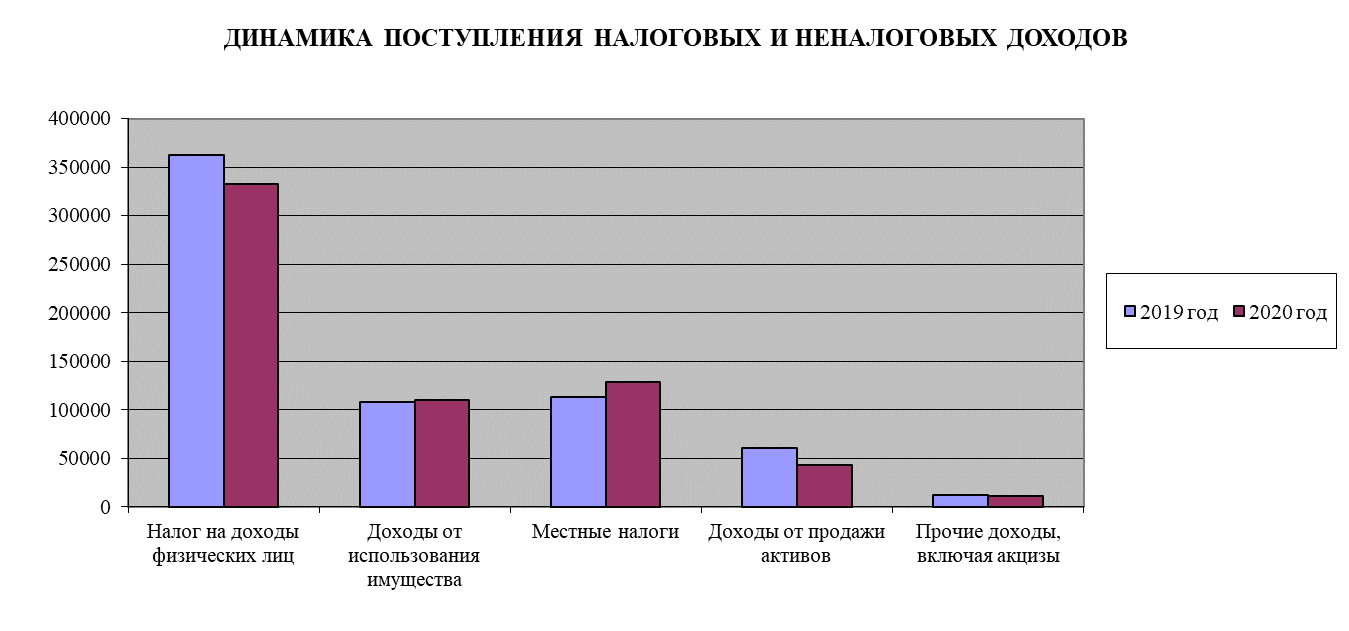 ДИНАМИКА ПОСТУПЛЕНИЯ НАЛОГОВЫХ И НЕНАЛОГОВЫХ ДОХОДОВ
400000
350000
300000
250000
200000
150000
100000
50000
0
Налог на доходы
физических лиц
Доходы от
использования
имущества
Местные налоги
Доходы от продажи
активов
Прочие доходы,
включая акцизы
2019 год
2020 год